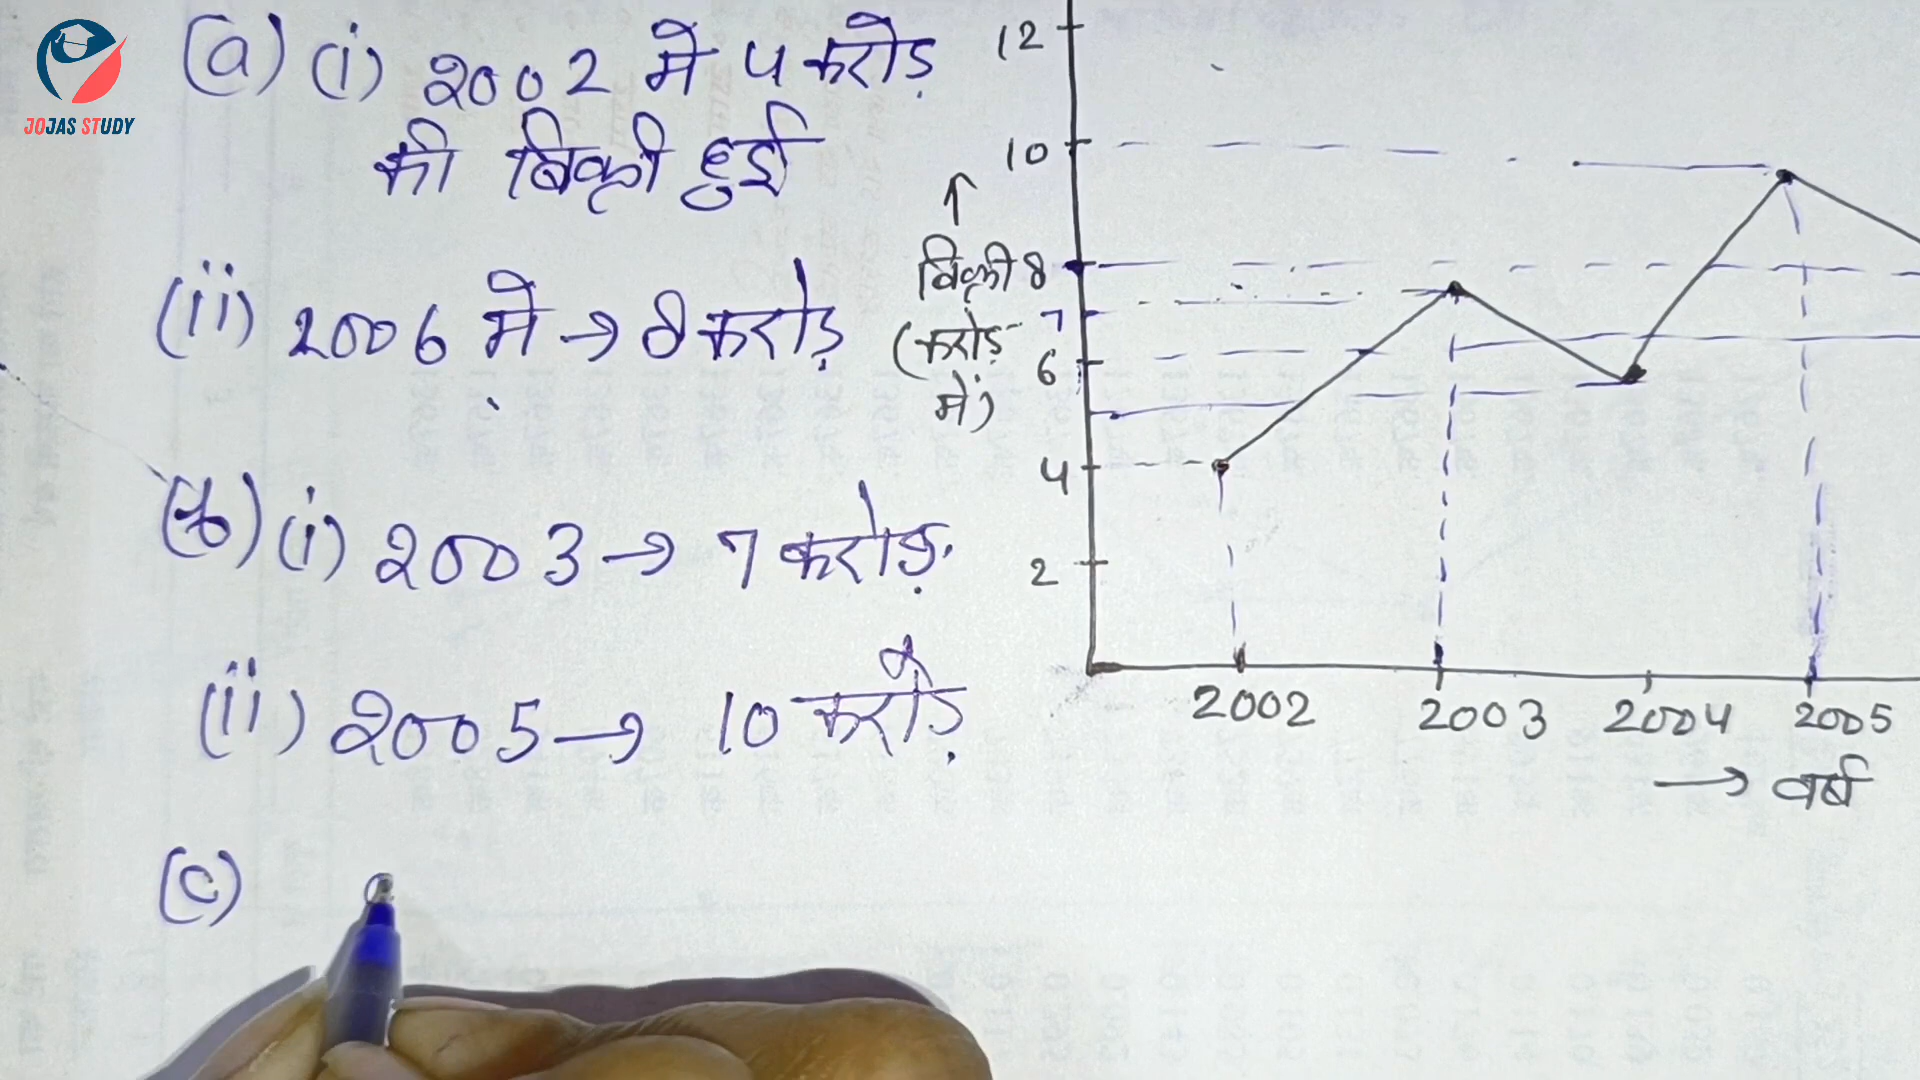 JOJAS STUDY
(a) (i) 2002 में 4 करोड़
की बिक्री हुई
(ii) 2006 में → 8 करोड़
(b) (i) 2003 → 7 करोड़
(ii) 2005 → 10 करोड़
(c)
12
10
8
7
6
4
2
↑
बिक्री
(करोड़
में)
2002 2003 2004 2005
→ वर्ष